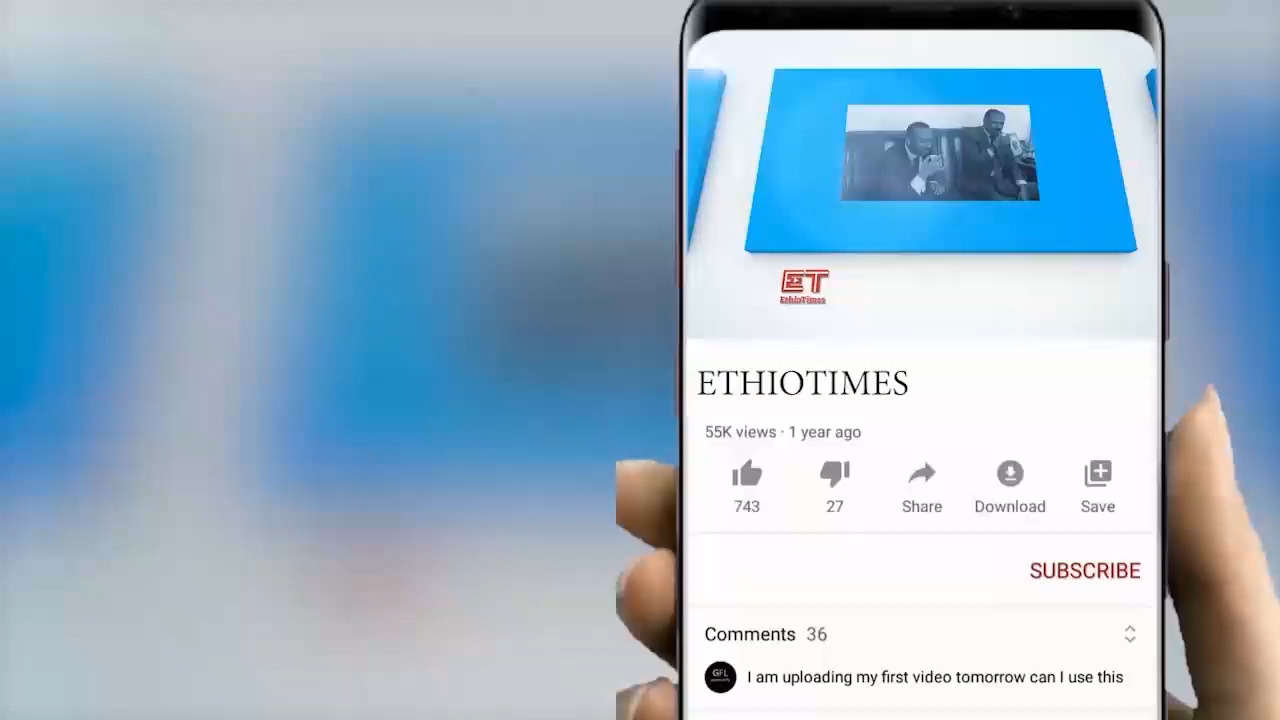 ET
EthioTimes
ETHIOTIMES
55K views · 1 year ago
743
27
Share
Download
Save
SUBSCRIBE
Comments 36
GFL
I am uploading my first video tomorrow can I use this